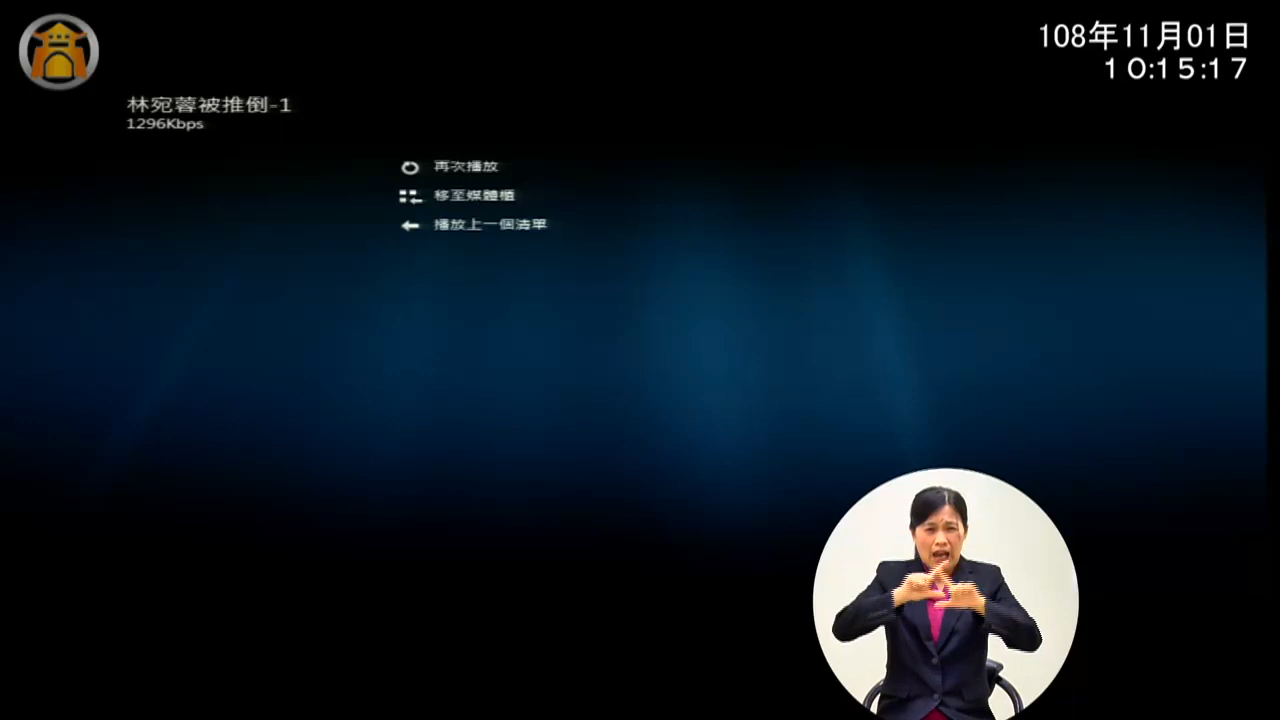 108年11月01日
10:15:17
林宛蓉被推倒-1
1296Kbps
再次播放
移至媒體櫃
播放上一個清單